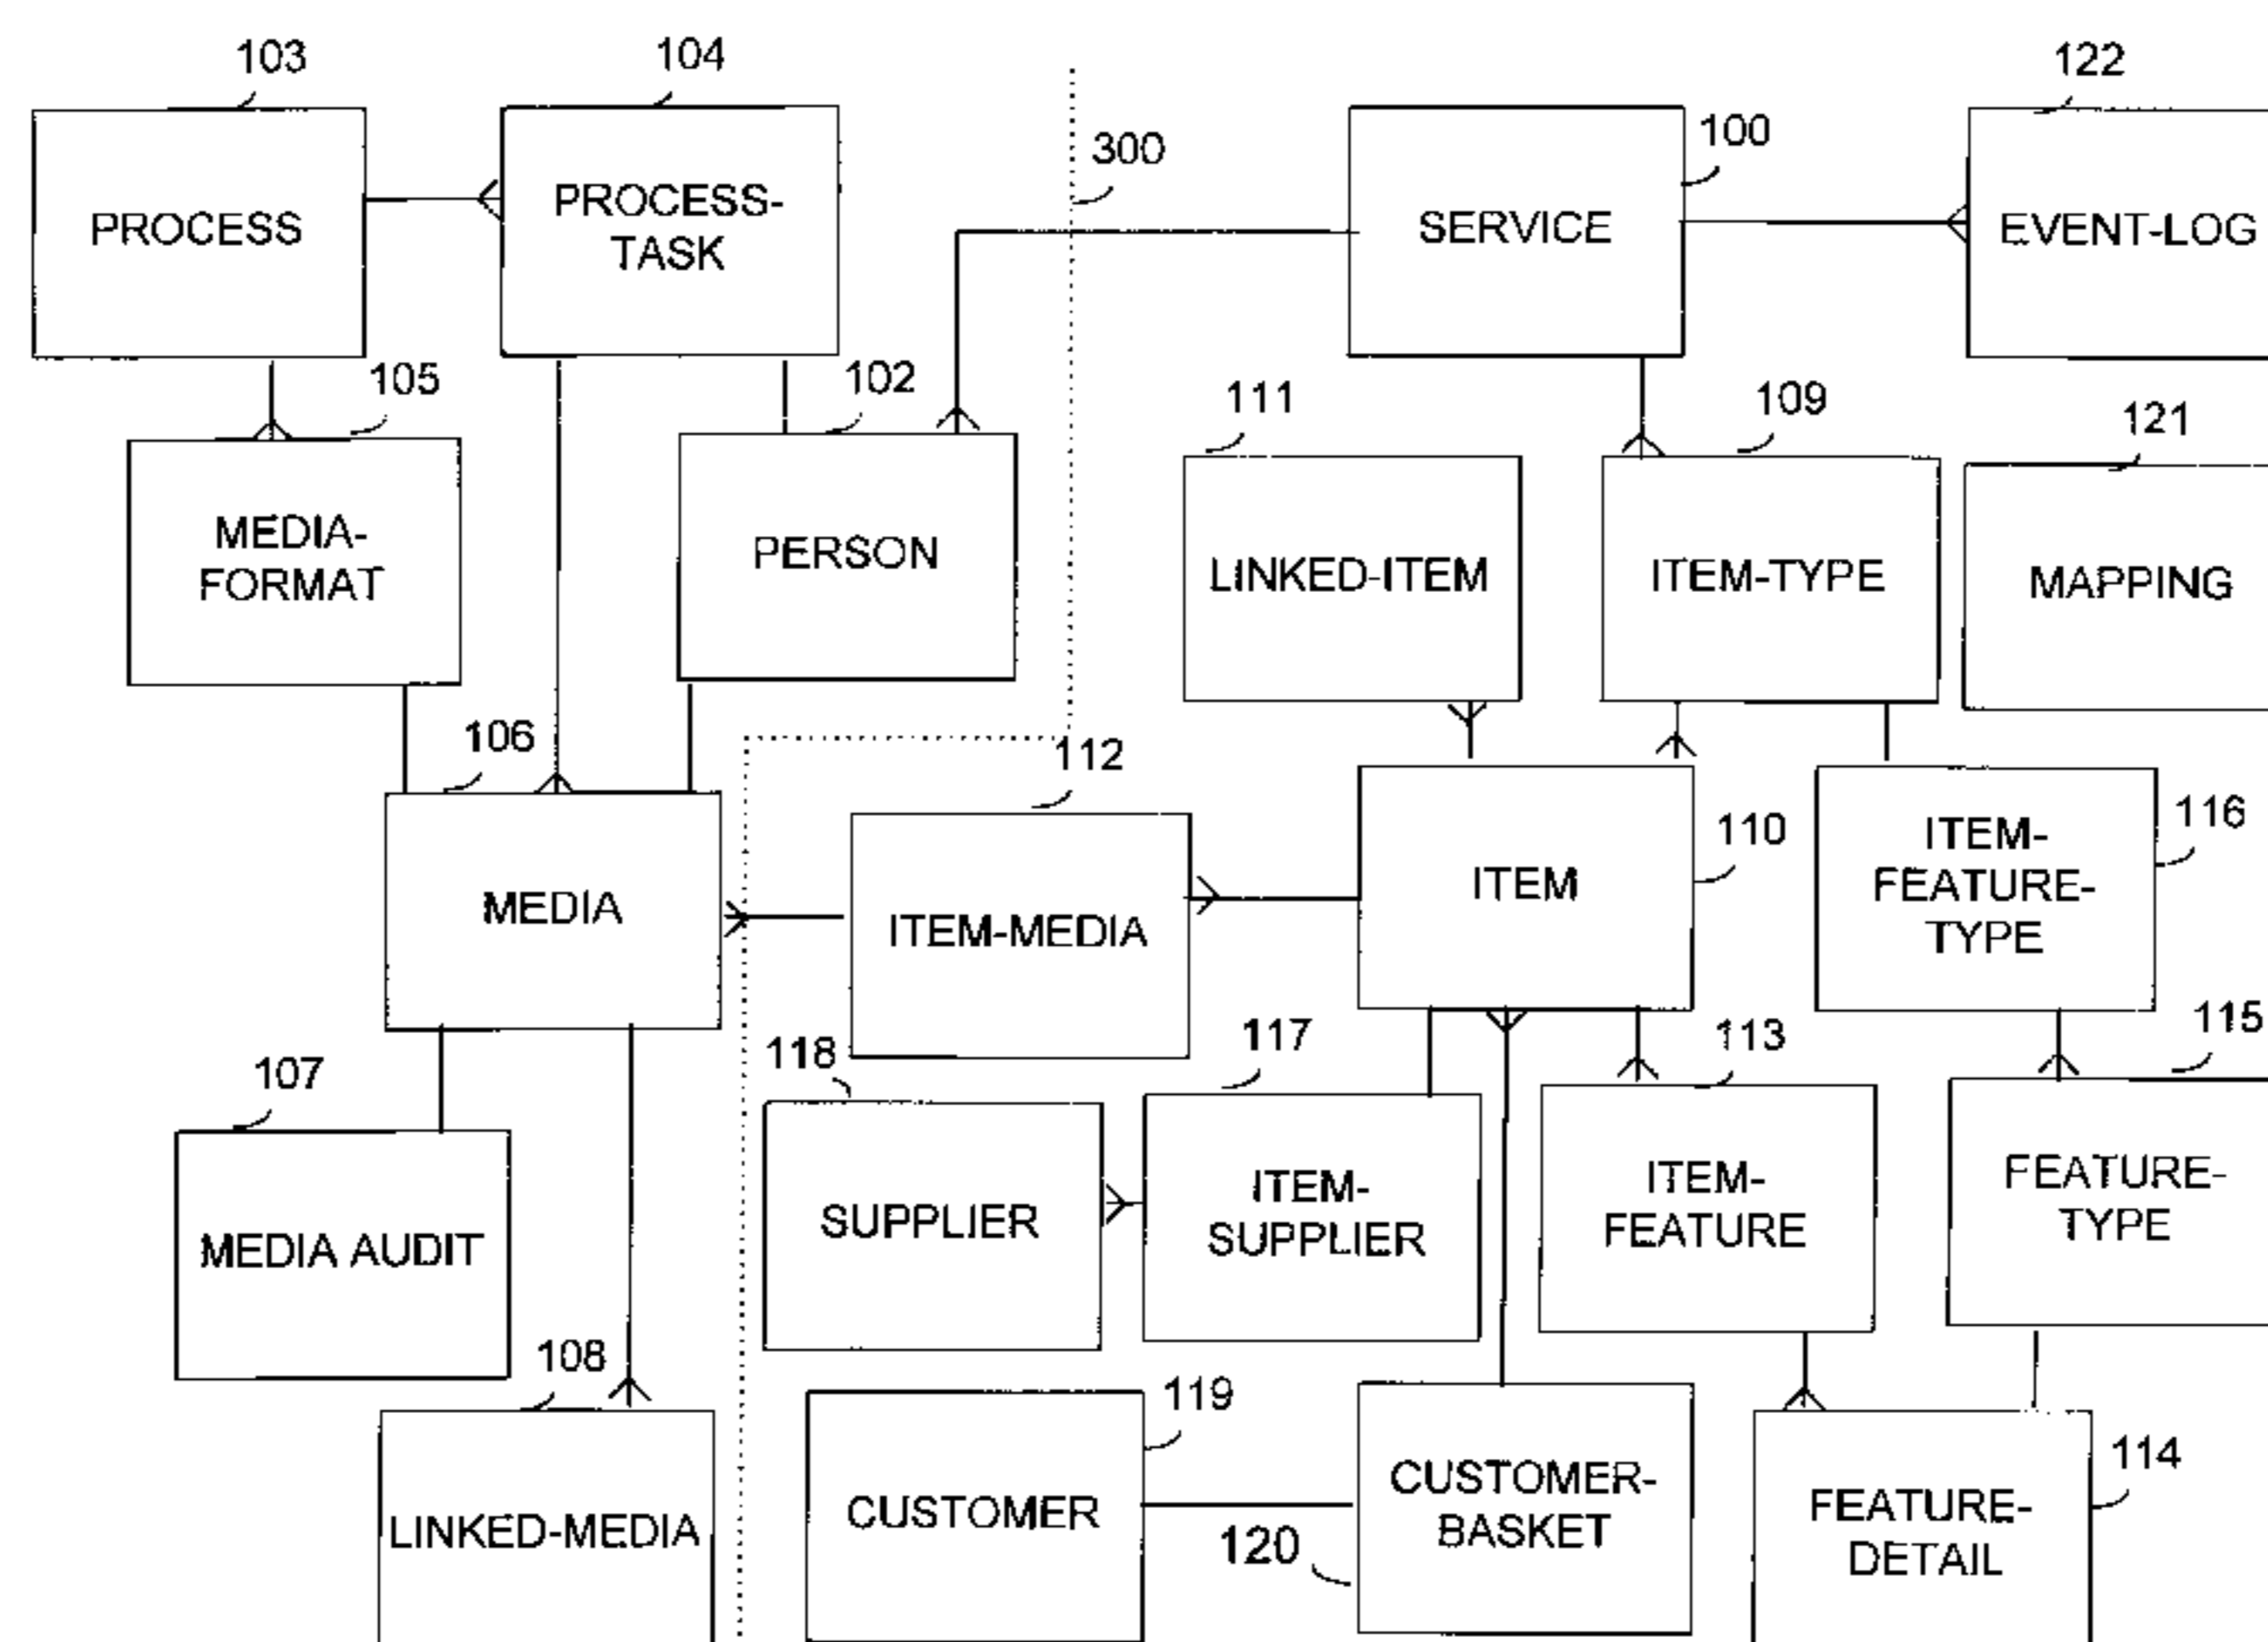 103
104
122
300
100
PROCESS
PROCESS-
TASK
SERVICE
EVENT-LOG
105
102
111
109
121
MEDIA-
FORMAT
PERSON
LINKED-ITEM
ITEM-TYPE
MAPPING
106
112
110
116
MEDIA
ITEM-MEDIA
ITEM
ITEM-
FEATURE-
TYPE
107
118
117
113
115
MEDIA AUDIT
SUPPLIER
ITEM-
SUPPLIER
ITEM-
FEATURE
FEATURE-
TYPE
108
119
120
114
LINKED-MEDIA
CUSTOMER
CUSTOMER-
BASKET
FEATURE-
DETAIL